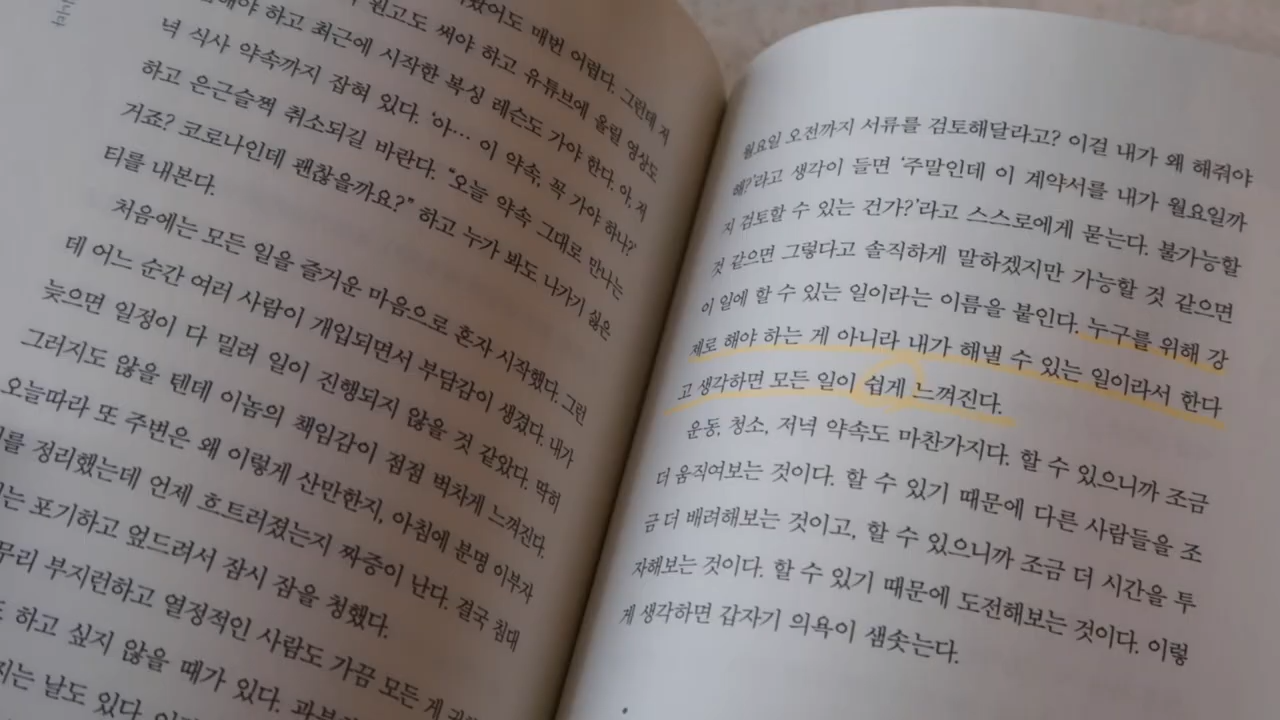 매번 어렵다. 그런데 저
해야 하고 최근에 시작한 복싱 레슨도 가야 한다. 아, 저
원고도 써야 하고 유튜브에 올릴 영상도
녁 식사 약속까지 잡혀 있다. ‘아… 이 약속, 꼭 가야 하나?’
하고 은근슬쩍 취소되길 바란다. “오늘 약속 그대로 만나는
거죠? 코로나인데 괜찮을까요?” 하고 누가 봐도 나가기 싫은
티를 내본다.
처음에는 모든 일을 즐거운 마음으로 혼자 시작했다. 그런
데 어느 순간 여러 사람이 개입되면서 부담감이 생겼다. 내가
늦으면 일정이 다 밀려 일이 진행되지 않을 것 같았다. 딱히
그러지도 않을 텐데 이놈의 책임감이 점점 벅차게 느껴진다.
오늘따라 또 주변은 왜 이렇게 산만한지, 아침에 분명 이부자
리를 정리했는데 언제 흐트러졌는지 짜증이 난다. 결국 침대
포기하고 엎드려서 잠시 잠을 청했다.
부지런하고 열정적인 사람도 가끔 모든 게
하고 싶지 않을 때가 있다.
날도 있다.
월요일 오전까지 서류를 검토해달라고? 이걸 내가 왜 해줘야
해?’라고 생각이 들면 ‘주말인데 이 계약서를 내가 월요일까
지 검토할 수 있는 건가?’라고 스스로에게 묻는다. 불가능할
것 같으면 그렇다고 솔직하게 말하겠지만 가능할 것 같으면
이 일에 할 수 있는 일이라는 이름을 붙인다. 누구를 위해 강
제로 해야 하는 게 아니라 내가 해낼 수 있는 일이라서 한다
고 생각하면 모든 일이 쉽게 느껴진다.
운동, 청소, 저녁 약속도 마찬가지다. 할 수 있으니까 조금
더 움직여보는 것이다. 할 수 있기 때문에 다른 사람들을 조
금 더 배려해보는 것이고, 할 수 있으니까 조금 더 시간을 투
자해보는 것이다. 할 수 있기 때문에 도전해보는 것이다. 이렇
게 생각하면 갑자기 의욕이 샘솟는다.